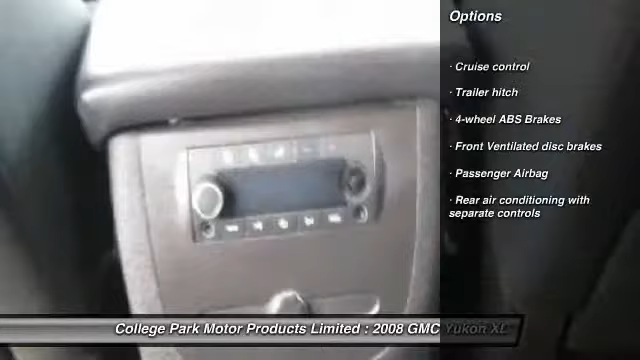 Options
· Cruise control
· Trailer hitch
· 4-wheel ABS Brakes
· Front Ventilated disc brakes
· Passenger Airbag
· Rear air conditioning with
separate controls
College Park Motor Products Limited : 2008 GMC Yukon XL